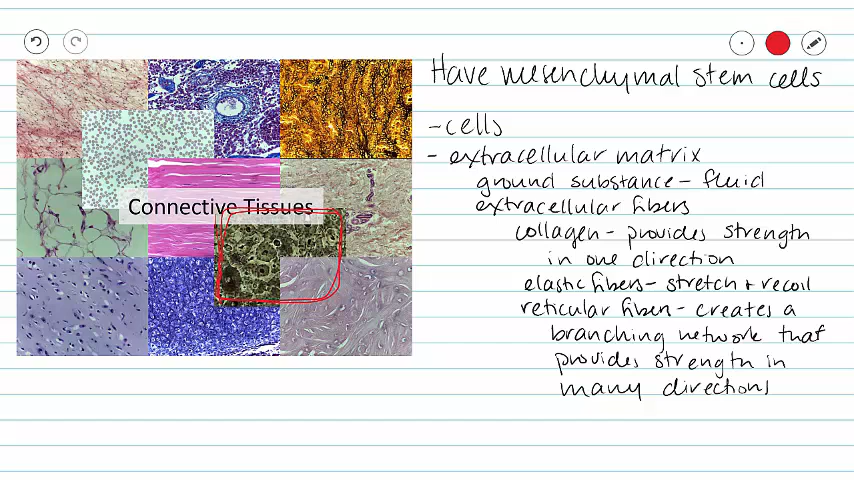 Connective Tissues
Have mesenchymal stem cells
-cells
- extracellular matrix
ground substance - fluid
extracellular fibers
collagen - provides strength
in one direction
elastic fibers - stretch + recoil
reticular fibers - creates a
branching network that
provides strength in
many directions